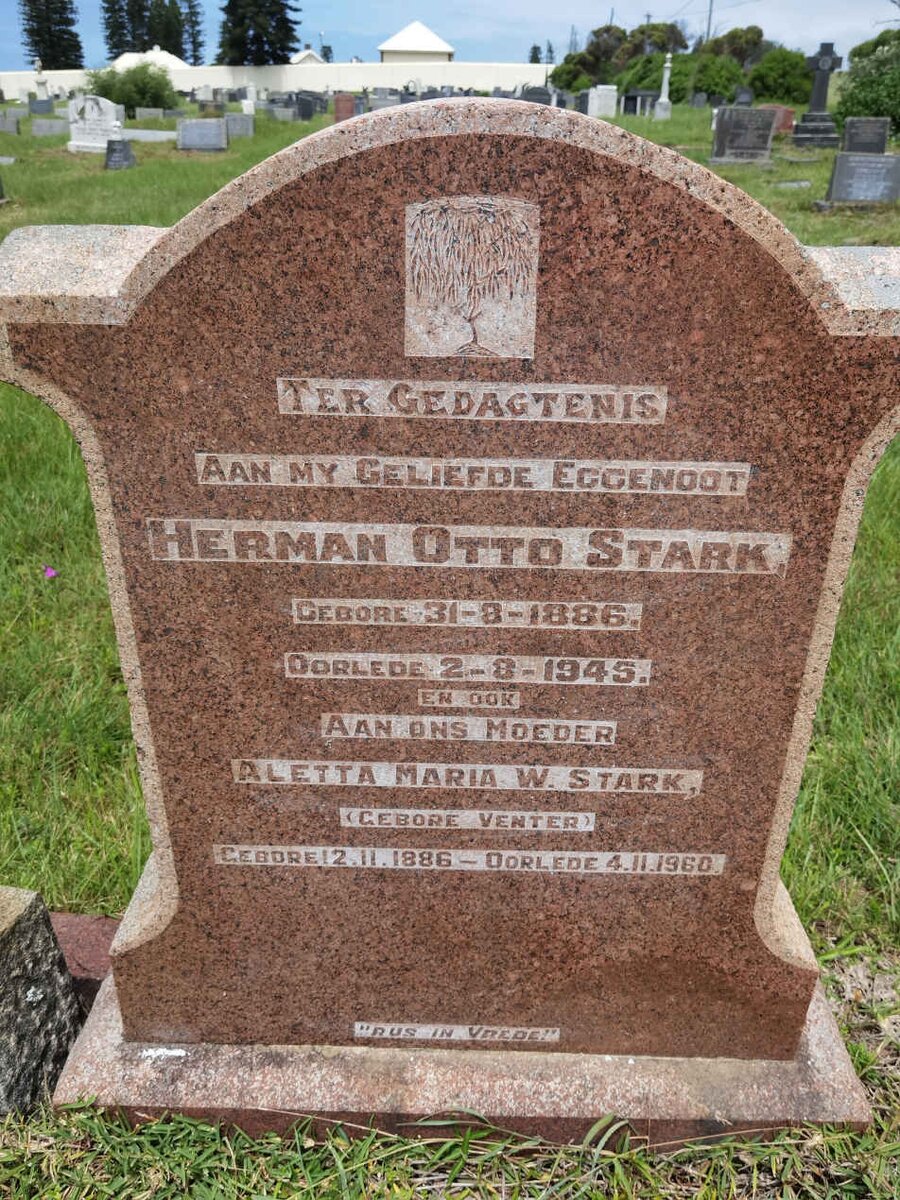 TER GEDAGTENIS
AAN MY GELIEFDE EGGENOOT
HERMAN OTTO STARK,
GEBORE 31-8-1886.
OORLEDE 2-8-1945.
EN OOK
AAN ONS MOEDER
ALETTA MARIA W. STARK,
(GEBORE VENTER)
GEBORE 12.11.1886 — OORLEDE 4.11.1960.
"RUS IN VREDE"